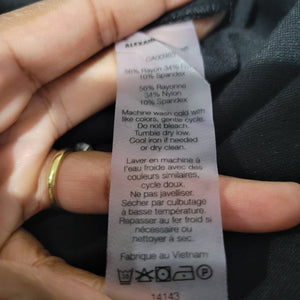 56% Rayon 34% Nylon
10% Spandex
56% Rayonne
34% Nylon
10% Spandex
Machine wash cold with
like colors, gentle cycle.
Do not bleach.
Tumble dry low.
Cool iron if needed
or dry clean.
Laver en machine à
l'eau froide avec des
couleurs similaires,
cycle doux.
Ne pas javelliser.
Sécher par culbutage
à basse température.
Repasser au fer froid si
nécessaire ou
nettoyer à sec.
Fabrique au Vietnam
14143